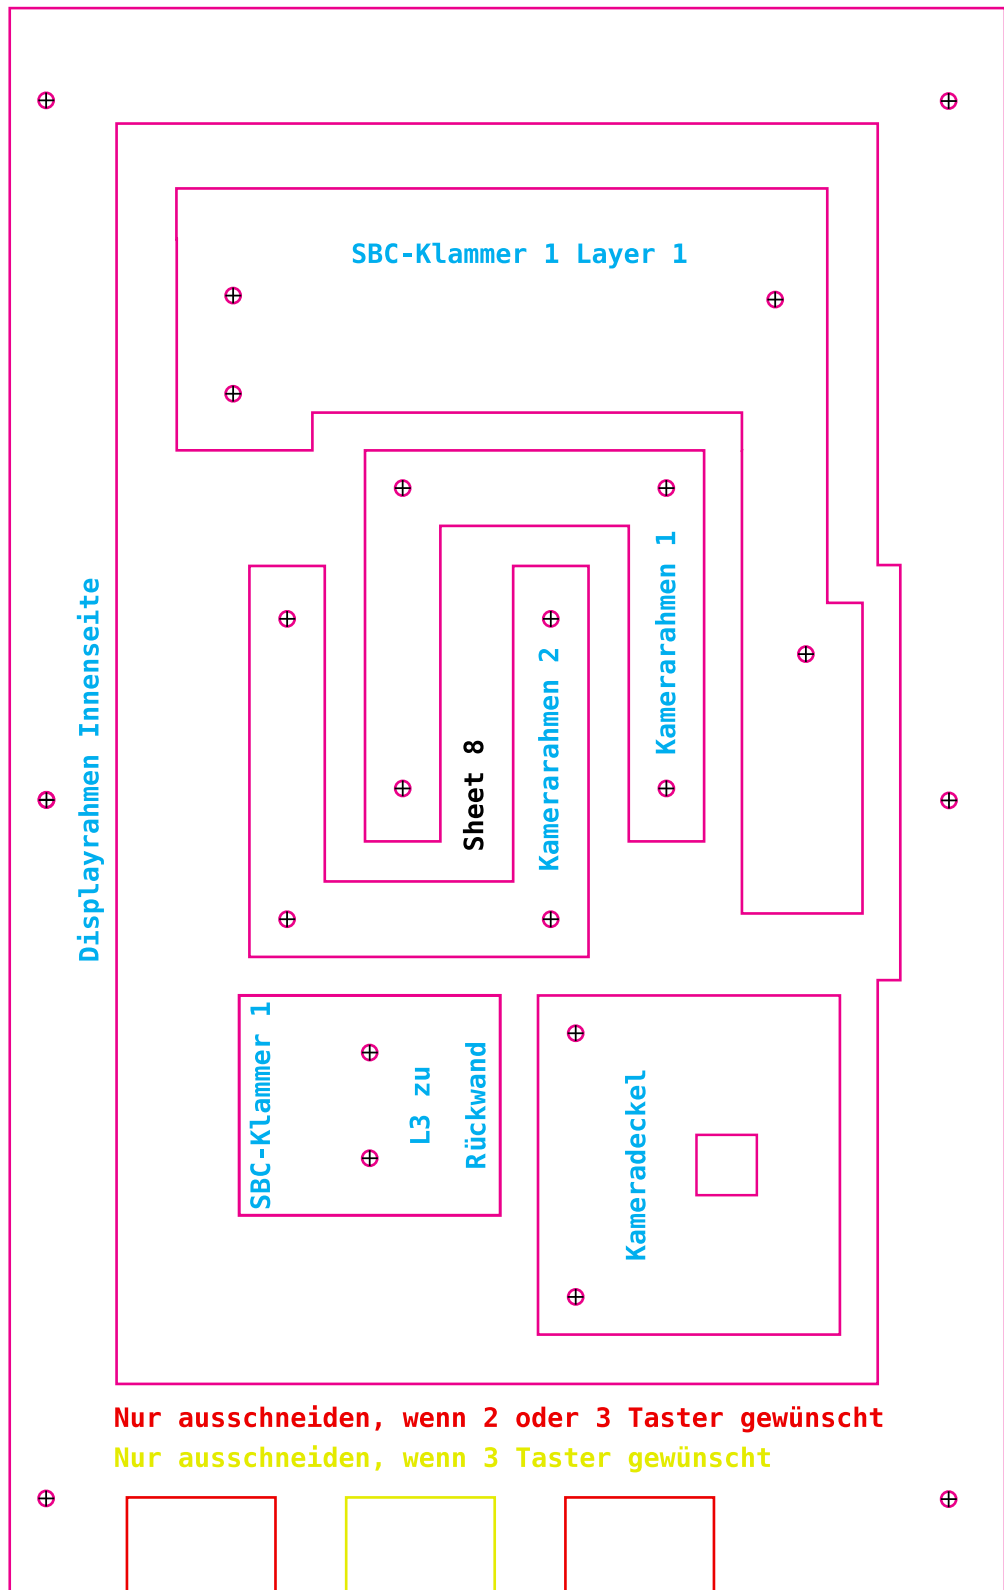 SBC-Klammer 1 Layer 1
Displayrahmen Innenseite
Sheet 8
Kamerarahmen 2
Kamerarahmen 1
SBC-Klammer 1
L3 zu
Rückwand
Kameradeckel
Nur ausschneiden, wenn 2 oder 3 Taster gewünscht
Nur ausschneiden, wenn 3 Taster gewünscht